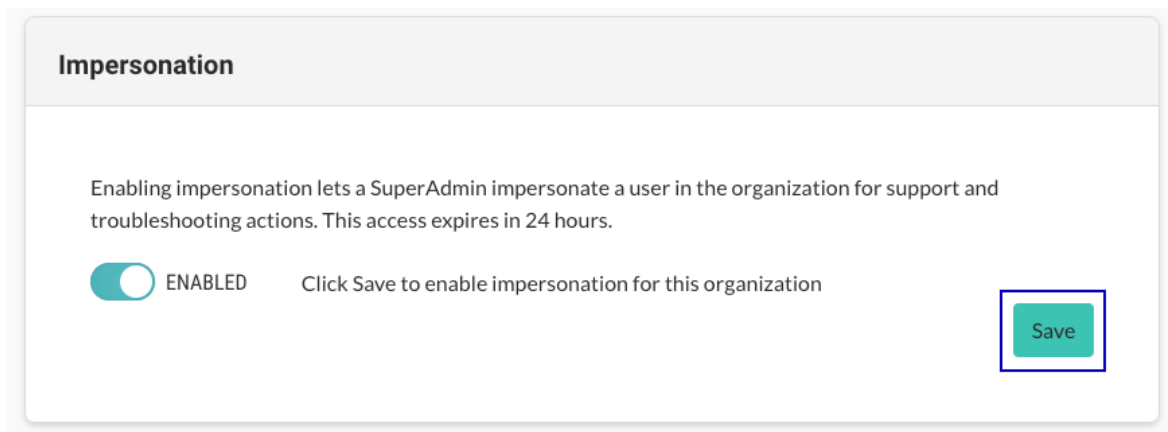 Impersonation
Enabling impersonation lets a SuperAdmin impersonate a user in the organization for support and
troubleshooting actions. This access expires in 24 hours.
ENABLED Click Save to enable impersonation for this organization
Save